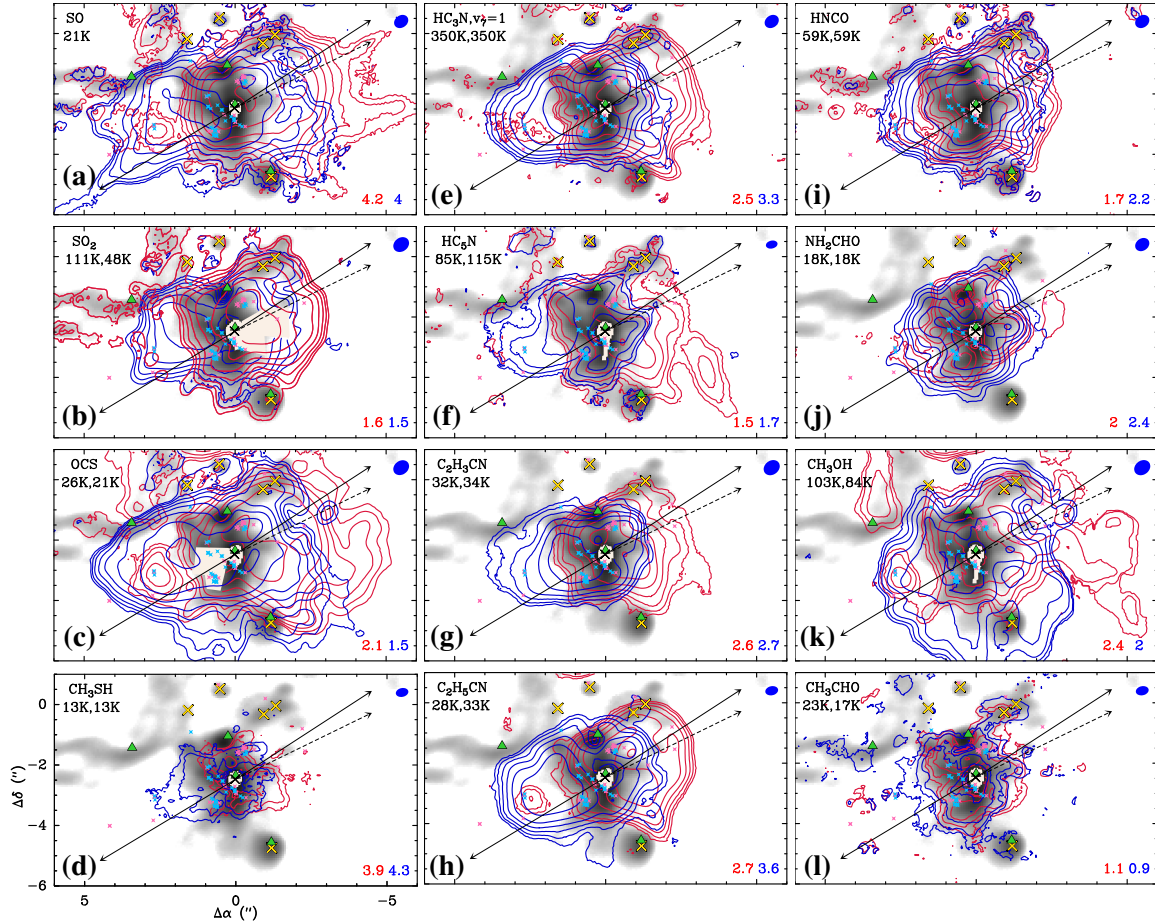 SO
21K
(a)
4.2 4
HC₃N,v₇=1
350K,350K
(e)
2.5 3.3
HNCO
59K,59K
(i)
1.7 2.2
SO₂
111K,48K
(b)
1.6 1.5
HC₅N
85K,115K
(f)
1.5 1.7
NH₂CHO
18K,18K
(j)
2 2.4
OCS
26K,21K
(c)
2.1 1.5
C₂H₃CN
32K,34K
(g)
2.6 2.7
CH₃OH
103K,84K
(k)
2.4 2
CH₃SH
13K,13K
(d)
3.9 4.3
C₂H₅CN
28K,33K
(h)
2.7 3.6
CH₃CHO
23K,17K
(l)
1.1 0.9
0
−2
−4
−6
Δδ (")
5 0 −5
Δα (")